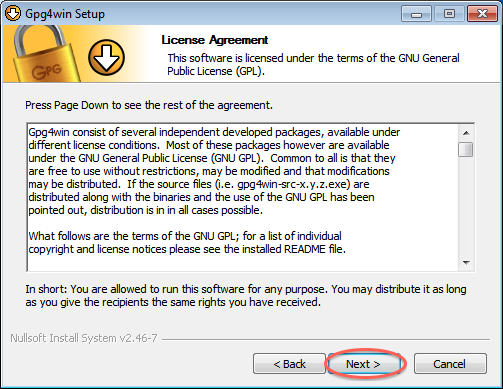 Gpg4win Setup
License Agreement
This software is licensed under the terms of the GNU General
Public License (GPL).
GPG
Press Page Down to see the rest of the agreement.
Gpg4win consist of several independent developed packages, available under
different license conditions.  Most of these packages however are available
under the GNU General Public License (GNU GPL).  Common to all is that they
are free to use without restrictions, may be modified and that modifications
may be distributed.  If the source files (i.e. gpg4win-src-x.y.z.exe) are
distributed along with the binaries and the use of the GNU GPL has been
pointed out, distribution is in in all cases possible.
What follows are the terms of the GNU GPL; for a list of individual
copyright and license notices please see the installed README file.
In short: You are allowed to run this software for any purpose. You may distribute it as long
as you give the recipients the same rights you have received.
Nullsoft Install System v2.46-7
< Back
Next >
Cancel